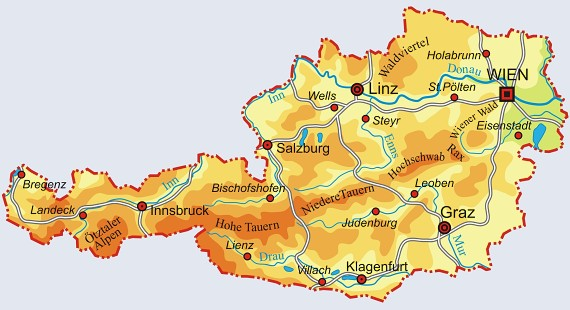 Waldviertel
Holabrunn
Donau
WIEN
Linz
St.Pölten
Inn
Wells
Steyr
Wiener Wald
Eisenstadt
Salzburg
Enns
Hochschwab
Rax
Bregenz
Inn
Bischofshofen
Niedere Tauern
Leoben
Landeck
Innsbruck
Ötztaler
Alpen
Hohe Tauern
Judenburg
Graz
Lienz
Drau
Villach
Klagenfurt
Mur